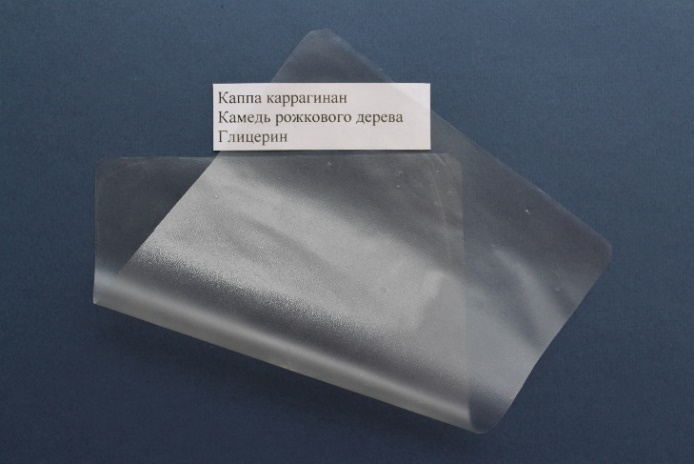 Каппа каррагинан
Камедь рожкового дерева
Глицерин